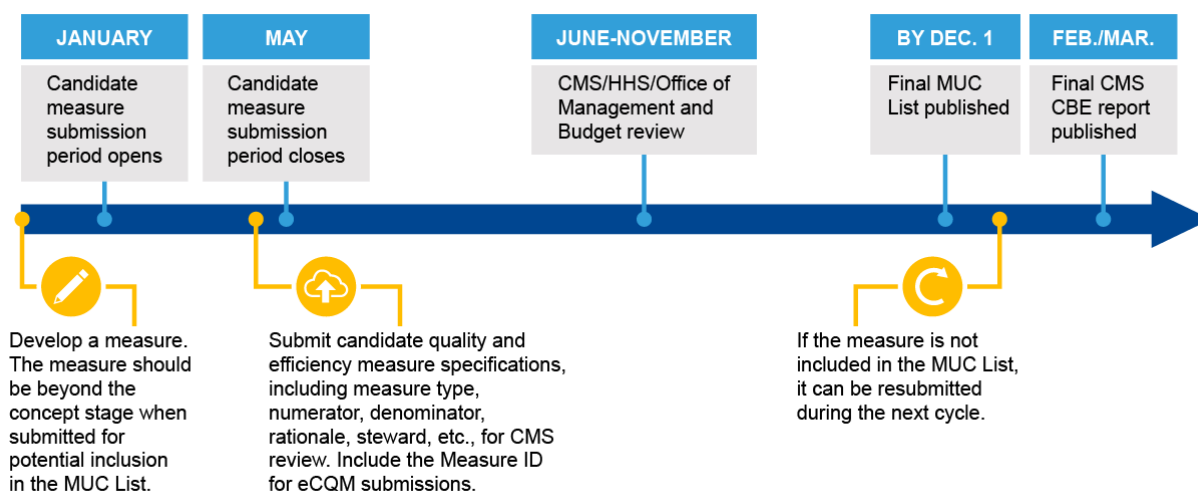 JANUARY
Candidate
measure
submission
period opens
MAY
Candidate
measure
submission
period closes
JUNE-NOVEMBER
CMS/HHS/Office of
Management and
Budget review
BY DEC. 1
Final MUC
List published
FEB./MAR.
Final CMS
CBE report
published
Develop a measure.
The measure should
be beyond the
concept stage when
submitted for
potential inclusion
in the MUC List.
Submit candidate quality and
efficiency measure specifications,
including measure type,
numerator, denominator,
rationale, steward, etc., for CMS
review. Include the Measure ID
for eCQM submissions.
If the measure is not
included in the MUC List,
it can be resubmitted
during the next cycle.